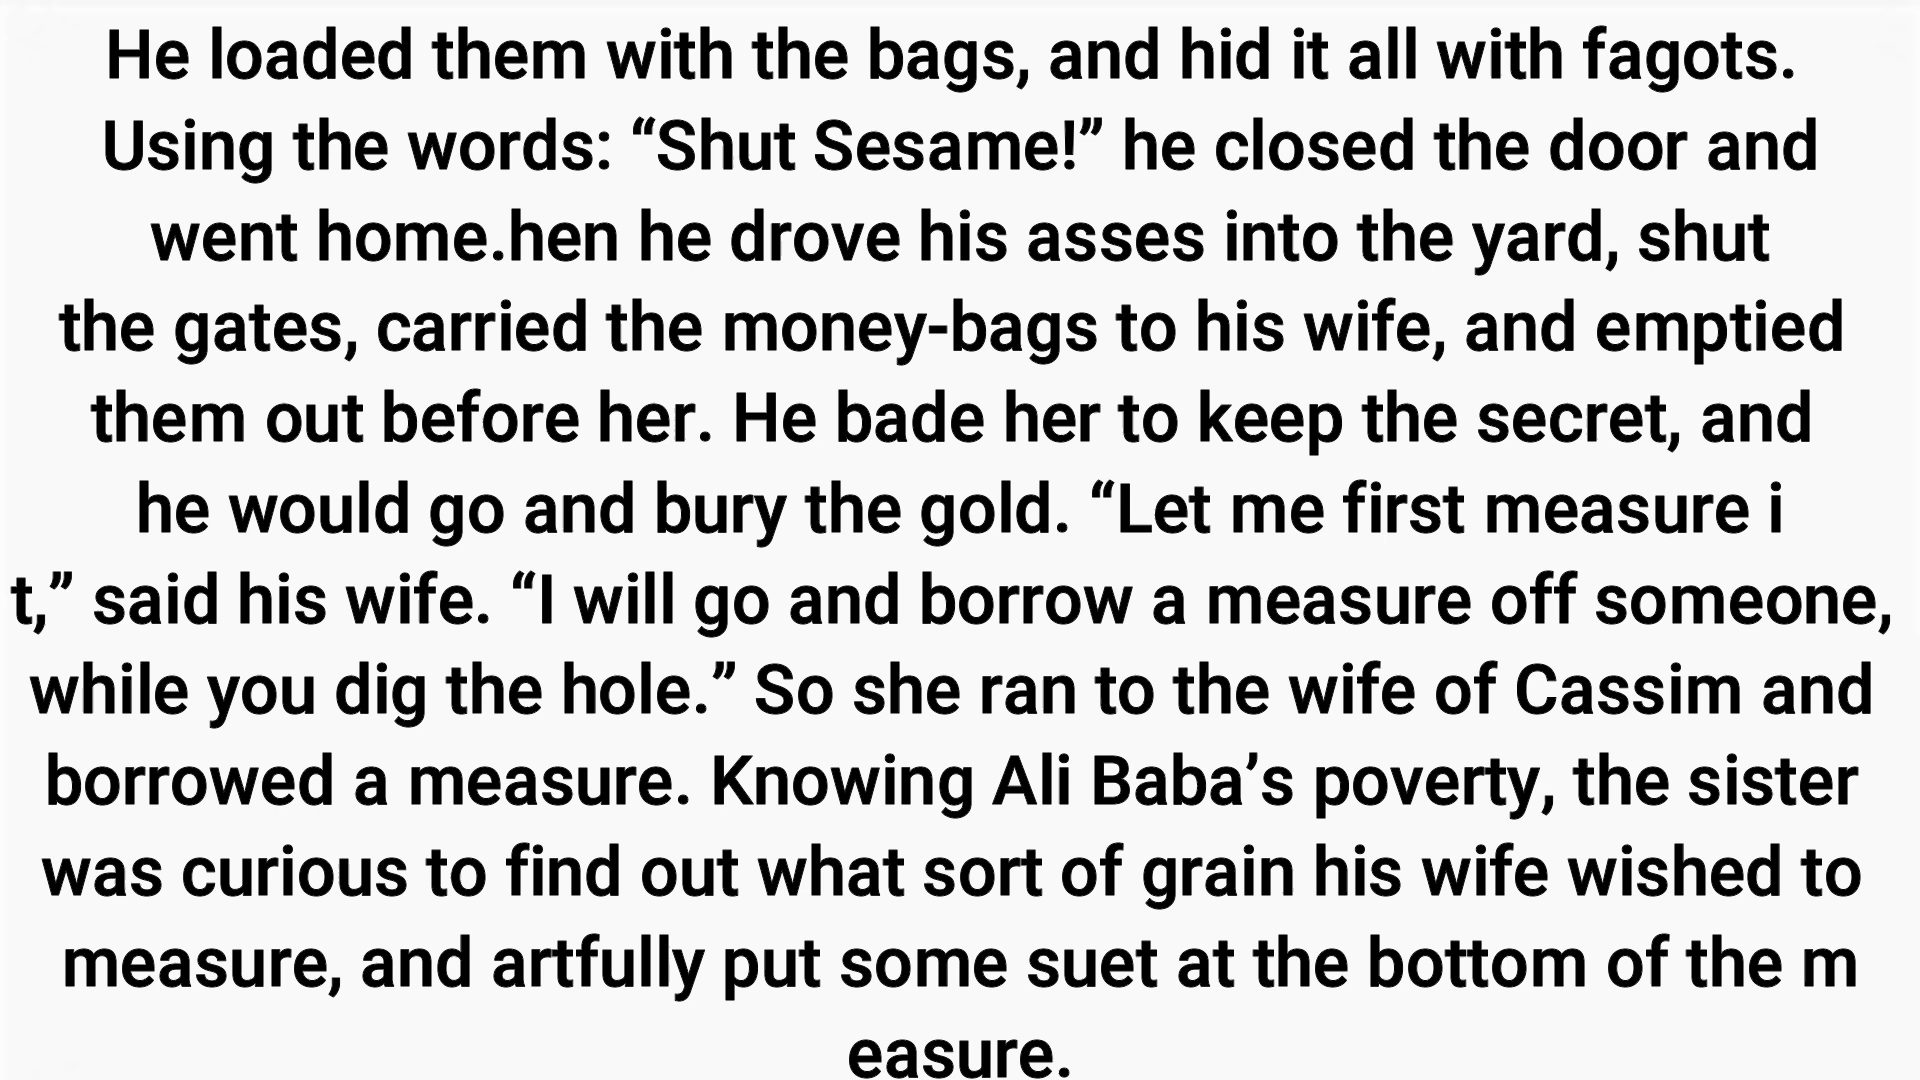 He loaded them with the bags, and hid it all with fagots.
Using the words: “Shut Sesame!” he closed the door and
went home.hen he drove his asses into the yard, shut
the gates, carried the money-bags to his wife, and emptied
them out before her. He bade her to keep the secret, and
he would go and bury the gold. “Let me first measure i
t,” said his wife. “I will go and borrow a measure off someone,
while you dig the hole.” So she ran to the wife of Cassim and
borrowed a measure. Knowing Ali Baba’s poverty, the sister
was curious to find out what sort of grain his wife wished to
measure, and artfully put some suet at the bottom of the m
easure.